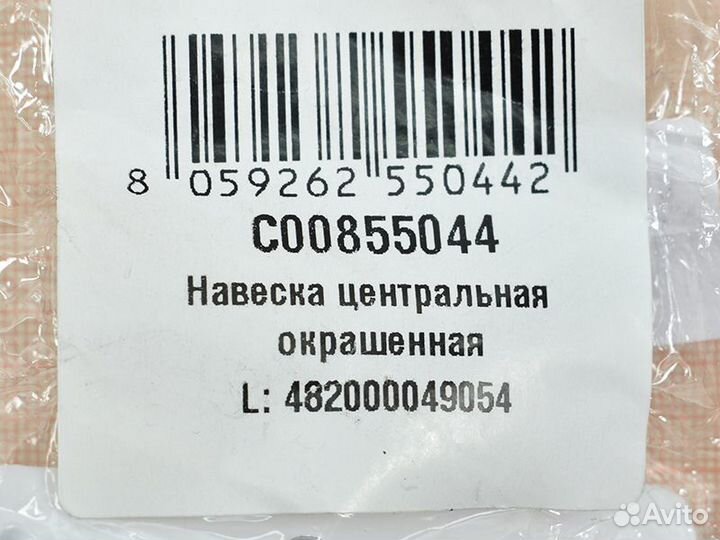 8 059262 550442
C00855044
Навеска центральная
окрашенная
L: 482000049054
Avito